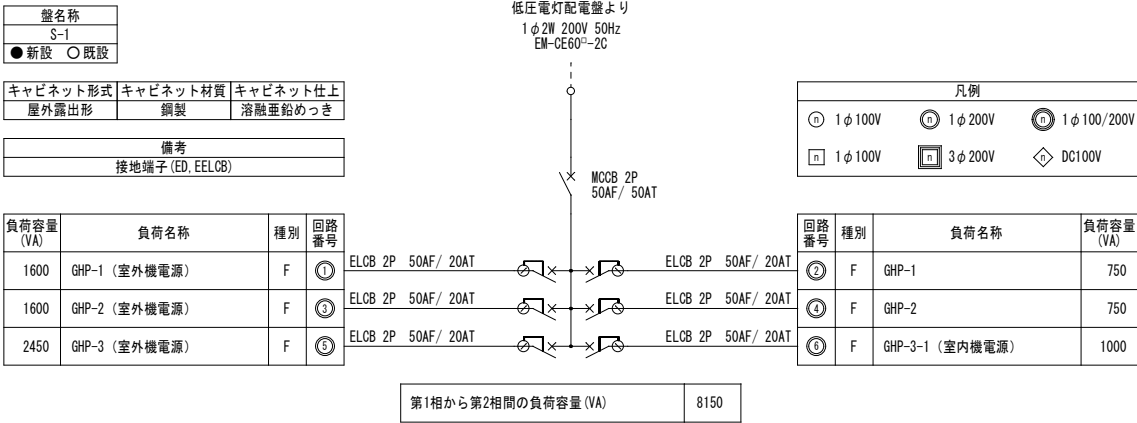 盤名称
S-1
●新設 ○既設
キャビネット形式 キャビネット材質 キャビネット仕上
屋外露出形 鋼製 溶融亜鉛めっき
備考
接地端子(ED,EELCB)
低圧電灯配電盤より
1φ2W 200V 50Hz
EM-CE60□-2C
MCCB 2P
50AF/ 50AT
凡例
n 1φ100V n 1φ200V n 1φ100/200V
n 1φ100V n 3φ200V n DC100V
負荷容量(VA) 負荷名称 種別 回路番号
1600 GHP-1 (室外機電源) F ① ELCB 2P 50AF/ 20AT
1600 GHP-2 (室外機電源) F ③ ELCB 2P 50AF/ 20AT
2450 GHP-3 (室外機電源) F ⑤ ELCB 2P 50AF/ 20AT
回路番号 種別 負荷名称 負荷容量(VA)
ELCB 2P 50AF/ 20AT ② F GHP-1 750
ELCB 2P 50AF/ 20AT ④ F GHP-2 750
ELCB 2P 50AF/ 20AT ⑥ F GHP-3-1 (室内機電源) 1000
第1相から第2相間の負荷容量(VA) 8150